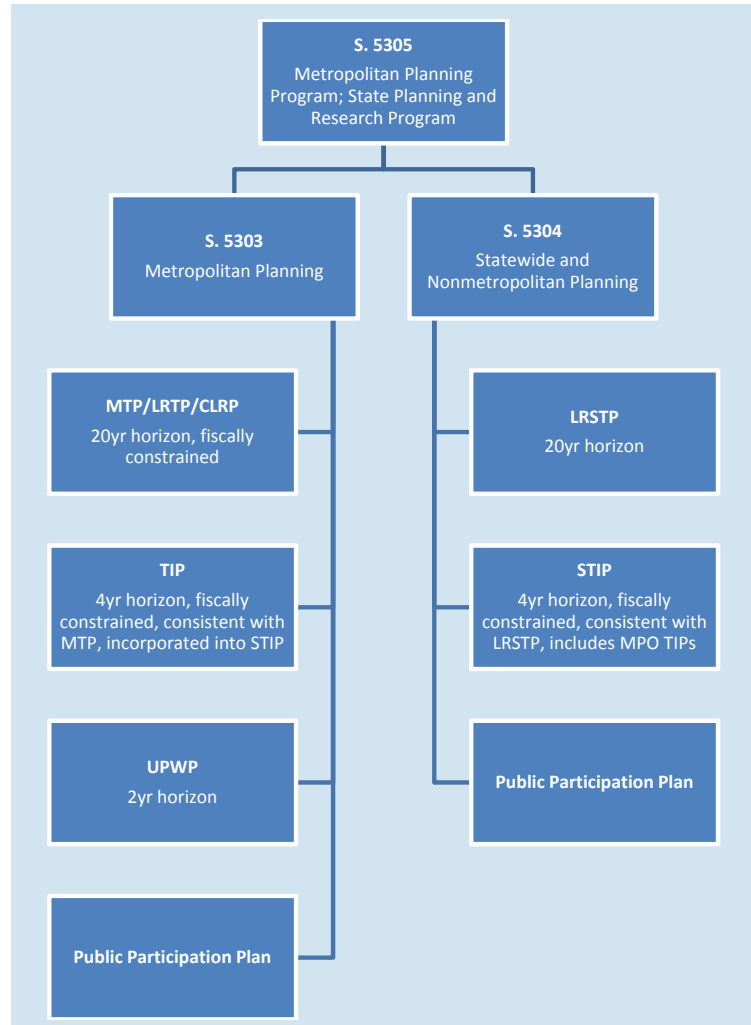 S. 5305
Metropolitan Planning
Program; State Planning and
Research Program
S. 5303
Metropolitan Planning
S. 5304
Statewide and
Nonmetropolitan Planning
MTP/LRTP/CLRP
20yr horizon, fiscally
constrained
LRSTP
20yr horizon
TIP
4yr horizon, fiscally
constrained, consistent with
MTP, incorporated into STIP
STIP
4yr horizon, fiscally
constrained, consistent with
LRSTP, includes MPO TIPs
UPWP
2yr horizon
Public Participation Plan
Public Participation Plan